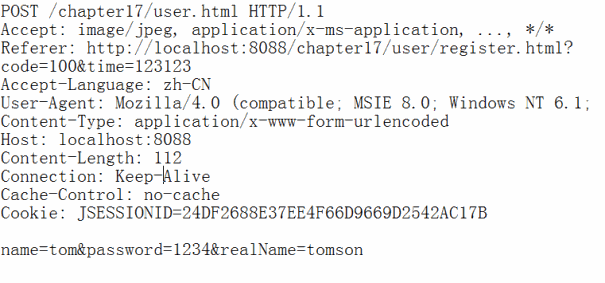 POST /chapter17/user.html HTTP/1.1
Accept: image/jpeg, application/x-ms-application, ..., */*
Referer: http://localhost:8088/chapter17/user/register.html?
code=100&time=123123
Accept-Language: zh-CN
User-Agent: Mozilla/4.0 (compatible; MSIE 8.0; Windows NT 6.1;
Content-Type: application/x-www-form-urlencoded
Host: localhost:8088
Content-Length: 112
Connection: Keep-Alive
Cache-Control: no-cache
Cookie: JSESSIONID=24DF2688E37EE4F66D9669D2542AC17B

name=tom&password=1234&realName=tomson